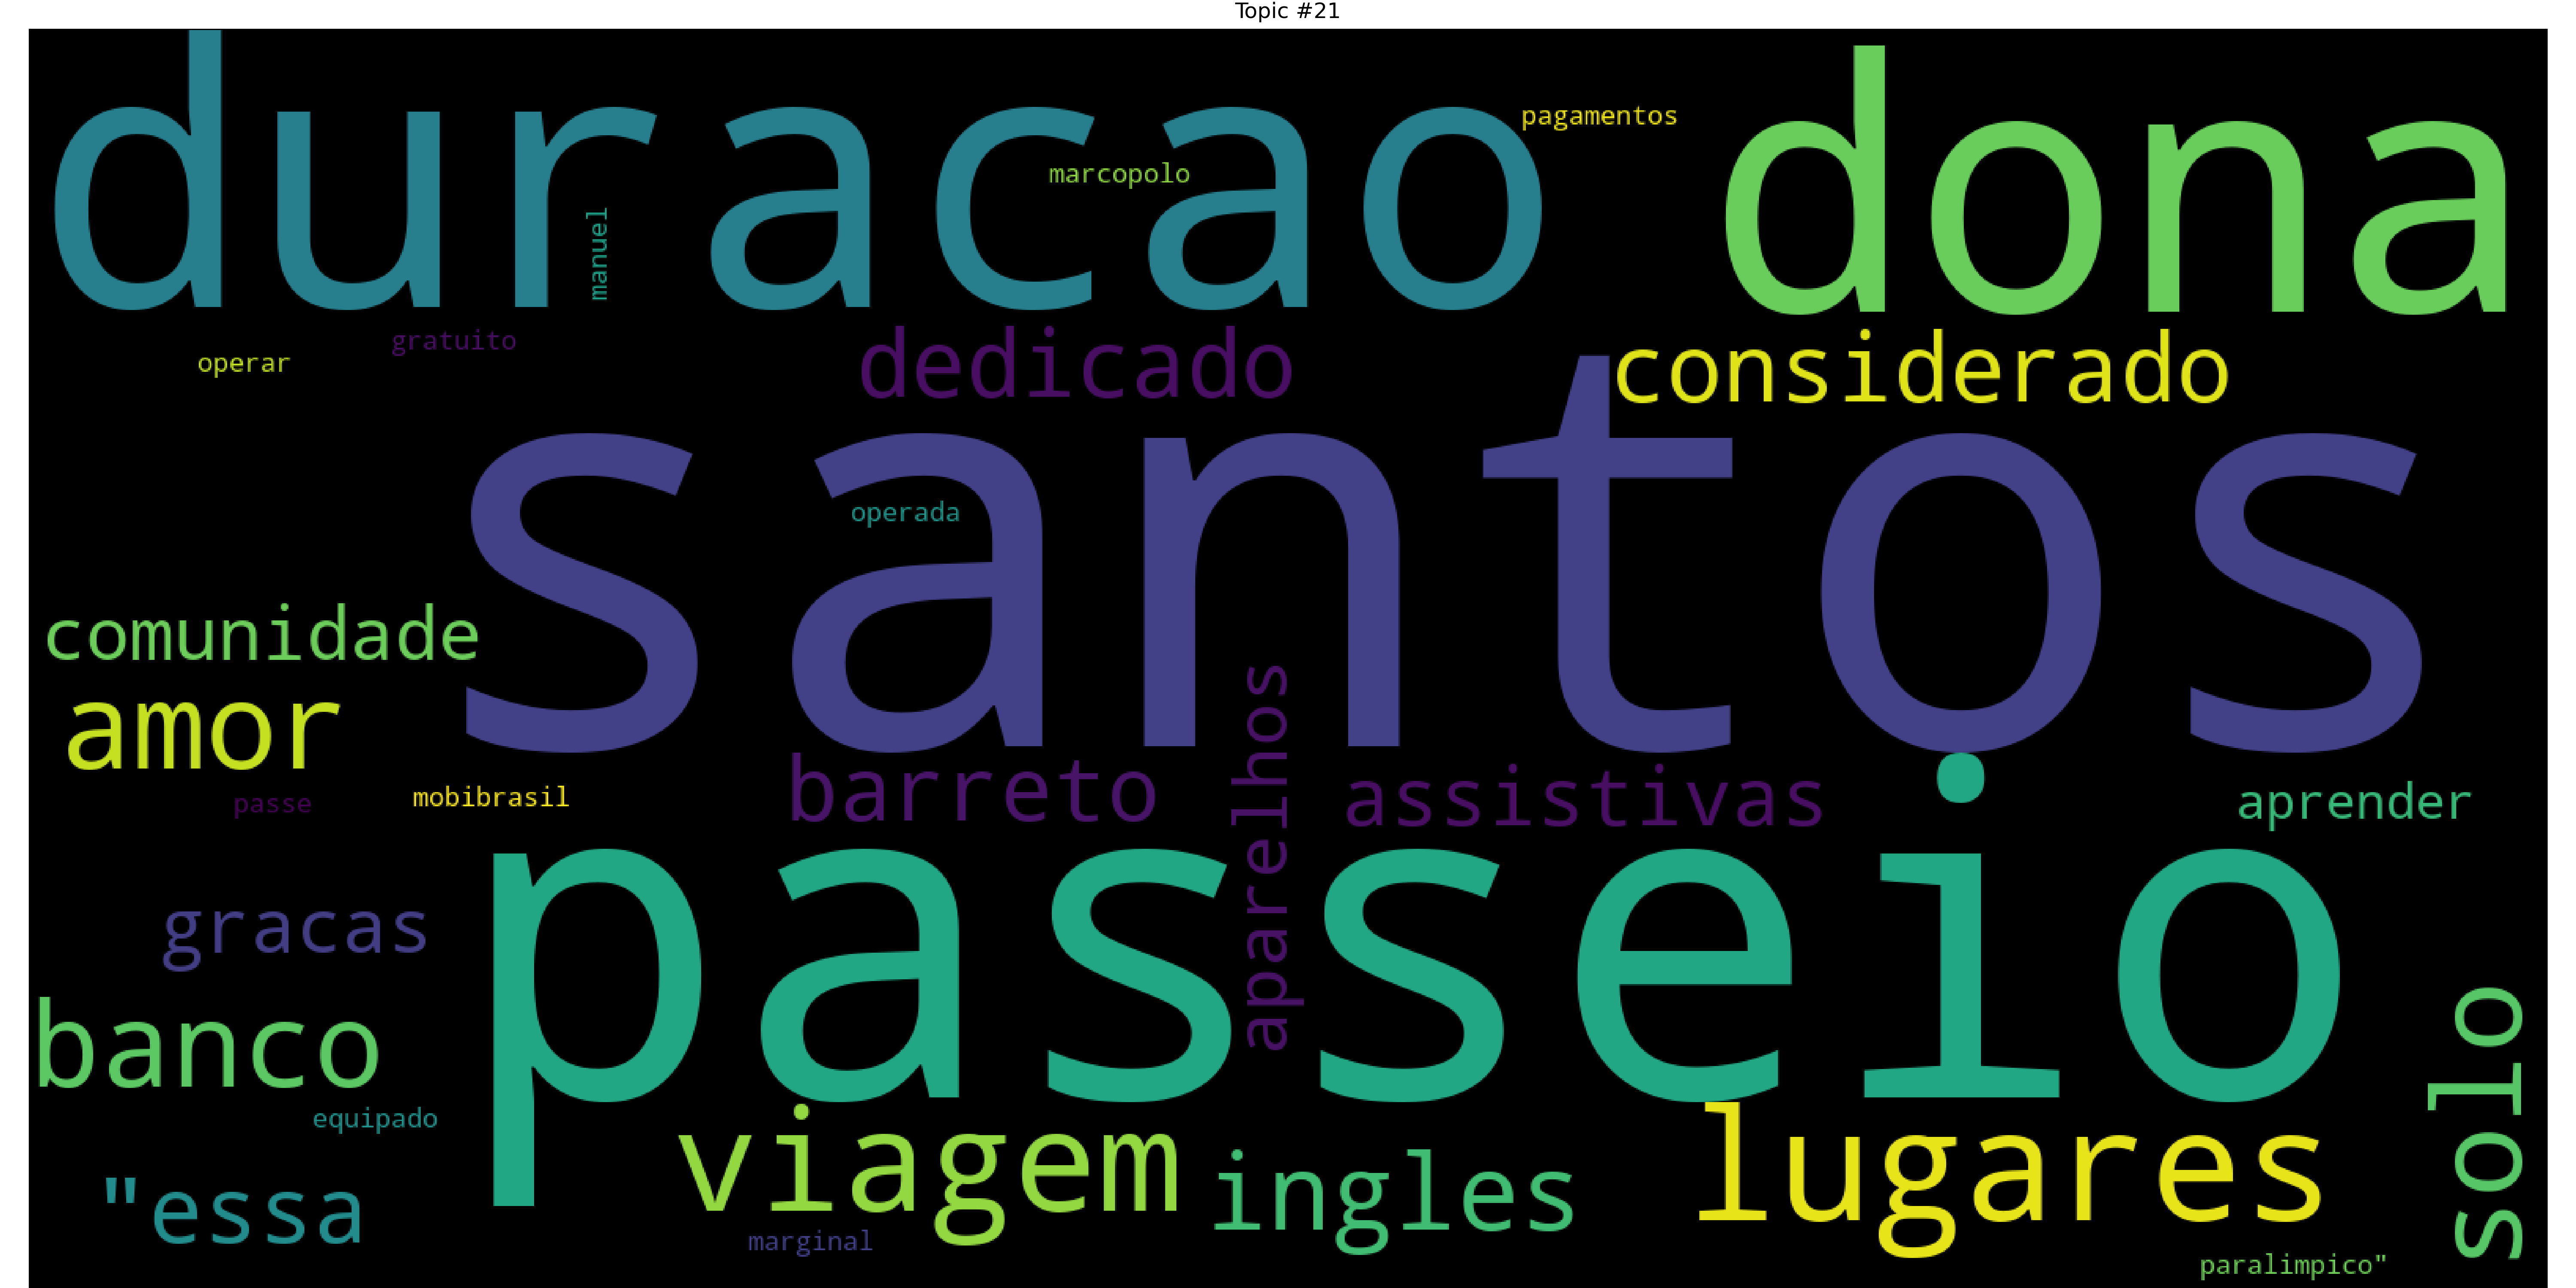 Topic #21
duracao
dona
pagamentos
marcopolo
manuel
gratuito
operar
dedicado
considerado
santos
operada
comunidade
amor
passe
mobibrasil
barreto
aparelhos
assistivas
aprender
passeio
gracas
banco
equipado
"essa
viagem
ingles
lugares
solo
marginal
paralimpico"